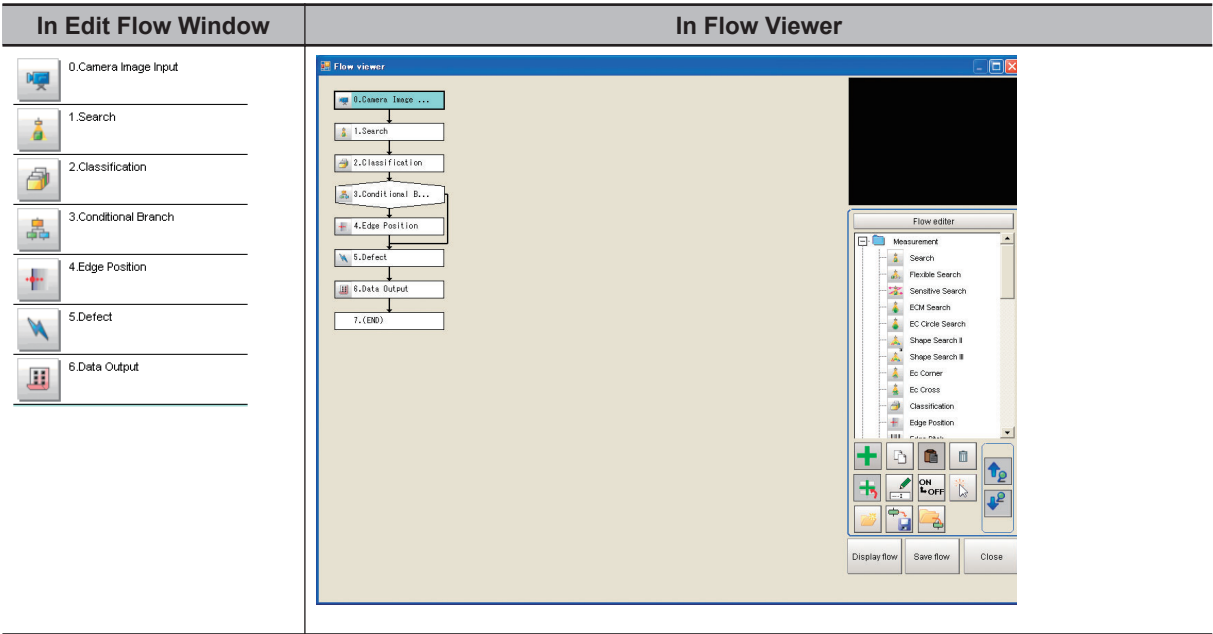 In Edit Flow Window
In Flow Viewer
0.Camera Image Input
1.Search
2.Classification
3.Conditional Branch
4.Edge Position
5.Defect
6.Data Output
Flow viewer
0.Camera Image ...
1.Search
2.Classification
3.Conditional B...
4.Edge Position
5.Defect
6.Data Output
7.(END)
Flow editer
Measurement
Search
Flexible Search
Sensitive Search
ECM Search
EC Circle Search
Shape Search II
Shape Search III
Ec Corner
Ec Cross
Classification
Edge Position
ON
OFF
Display flow
Save flow
Close